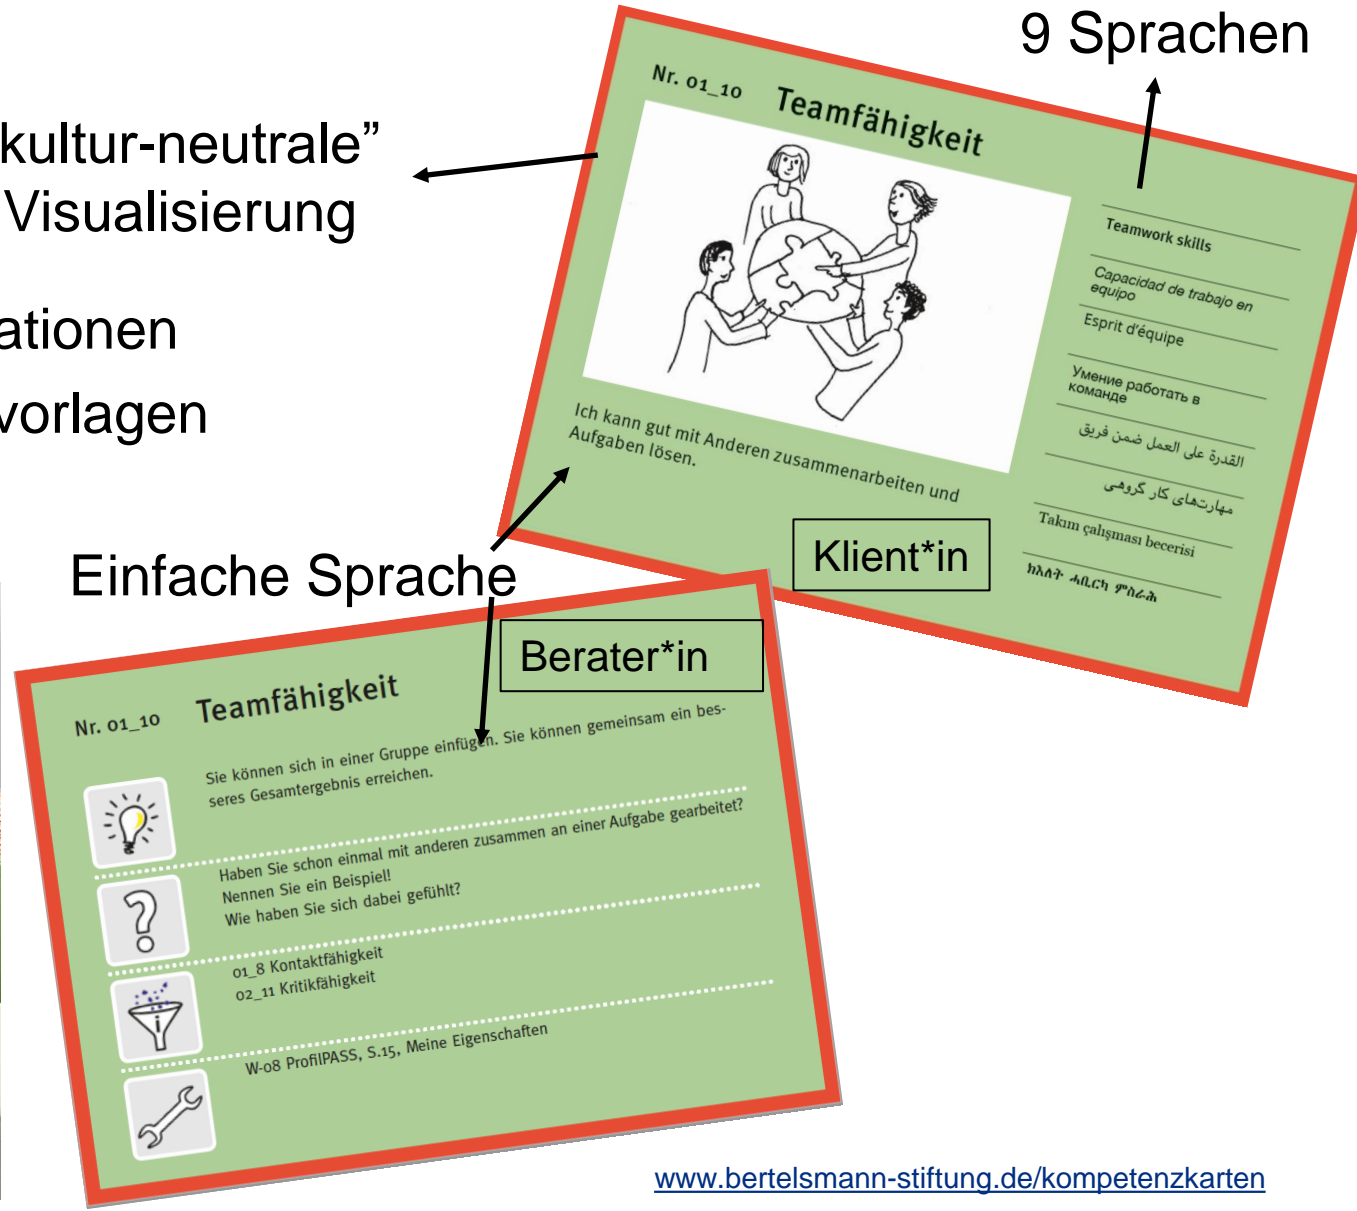 9 Sprachen
kultur-neutrale”
Visualisierung
ationen
vorlagen
Einfache Sprache
Nr. 01_10 Teamfähigkeit
Teamwork skills
Capacidad de trabajo en
equipo
Esprit d'équipe
Умение работать в
команде
القدرة على العمل ضمن فريق
مهارت‌های کار گروهی
Takım çalışması becerisi
ክእለት ሓቢርካ ምስራሕ
Ich kann gut mit Anderen zusammenarbeiten und
Aufgaben lösen.
Klient*in
Berater*in
Nr. 01_10 Teamfähigkeit
Sie können sich in einer Gruppe einfügen. Sie können gemeinsam ein bes-
seres Gesamtergebnis erreichen.
Haben Sie schon einmal mit anderen zusammen an einer Aufgabe gearbeitet?
Nennen Sie ein Beispiel!
Wie haben Sie sich dabei gefühlt?
01_8 Kontaktfähigkeit
02_11 Kritikfähigkeit
i
W-08 ProfilPASS, S.15, Meine Eigenschaften
www.bertelsmann-stiftung.de/kompetenzkarten